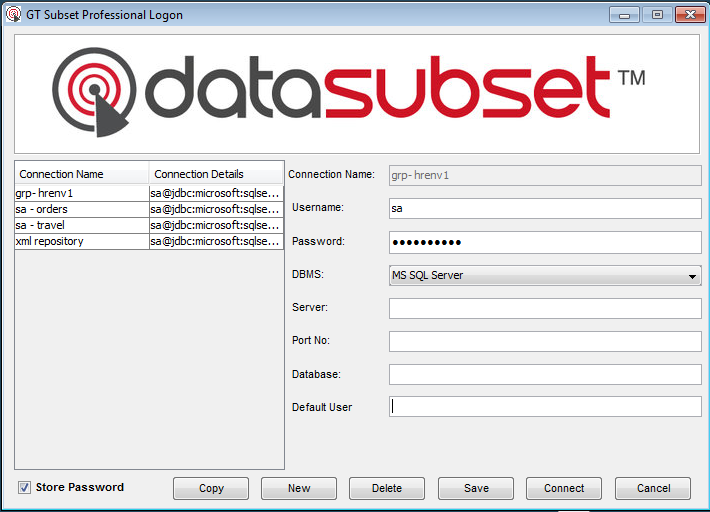 GT Subset Professional Logon
datasubset™
Connection Name Connection Details
grp- hrenv1 sa@jdbc:microsoft:sqlse...
sa - orders sa@jdbc:microsoft:sqlse...
sa - travel sa@jdbc:microsoft:sqlse...
xml repository sa@jdbc:microsoft:sqlse...
Connection Name: grp- hrenv1
Username: sa
Password: ●●●●●●●●●●
DBMS: MS SQL Server
Server:
Port No:
Database:
Default User
Store Password Copy New Delete Save Connect Cancel